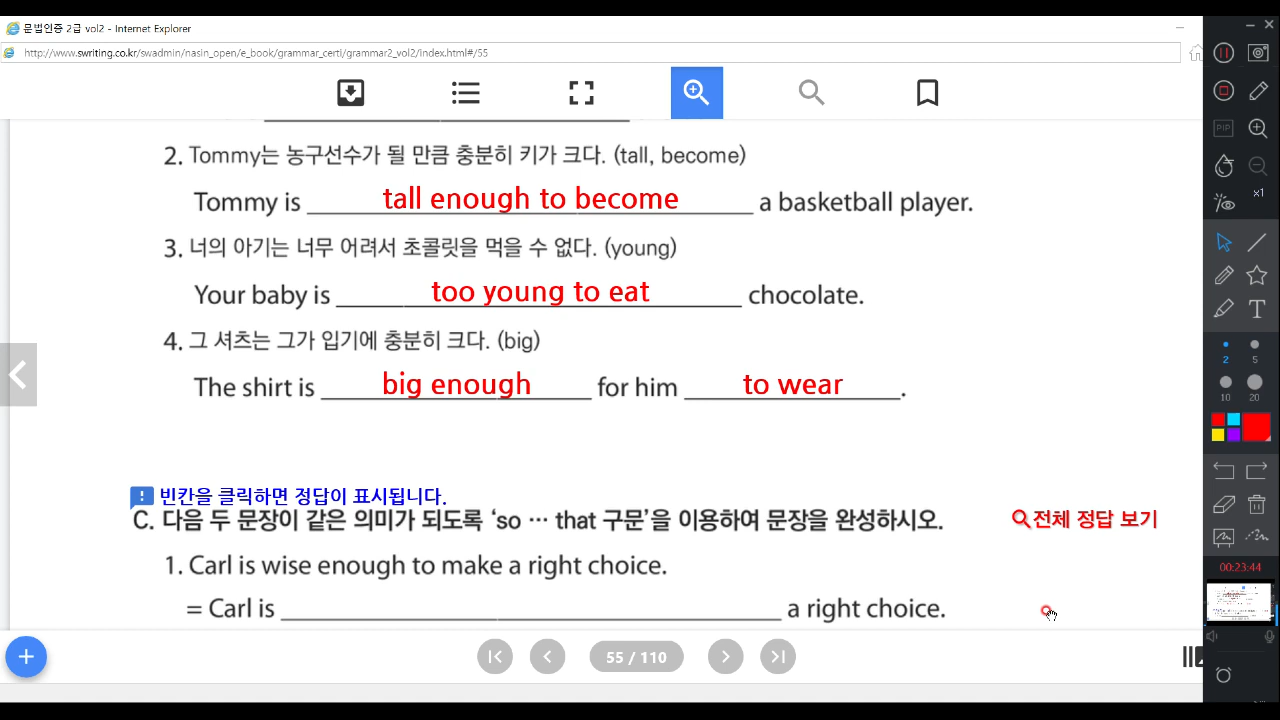 문법인증 2급 vol2 - Internet Explorer
http://www.swriting.co.kr/swadmin/nasin_open/e_book/grammar_certi/grammar2_vol2/index.html#/55
2. Tommy는 농구선수가 될 만큼 충분히 키가 크다. (tall, become)
Tommy is tall enough to become a basketball player.
3. 너의 아기는 너무 어려서 초콜릿을 먹을 수 없다. (young)
Your baby is too young to eat chocolate.
4. 그 셔츠는 그가 입기에 충분히 크다. (big)
The shirt is big enough for him to wear.
빈칸을 클릭하면 정답이 표시됩니다.
C. 다음 두 문장이 같은 의미가 되도록 ‘so … that 구문’을 이용하여 문장을 완성하시오.
전체 정답 보기
1. Carl is wise enough to make a right choice.
= Carl is ____ a right choice.
55 / 110
PIP
x1
T
2 5
10 20
00:23:44